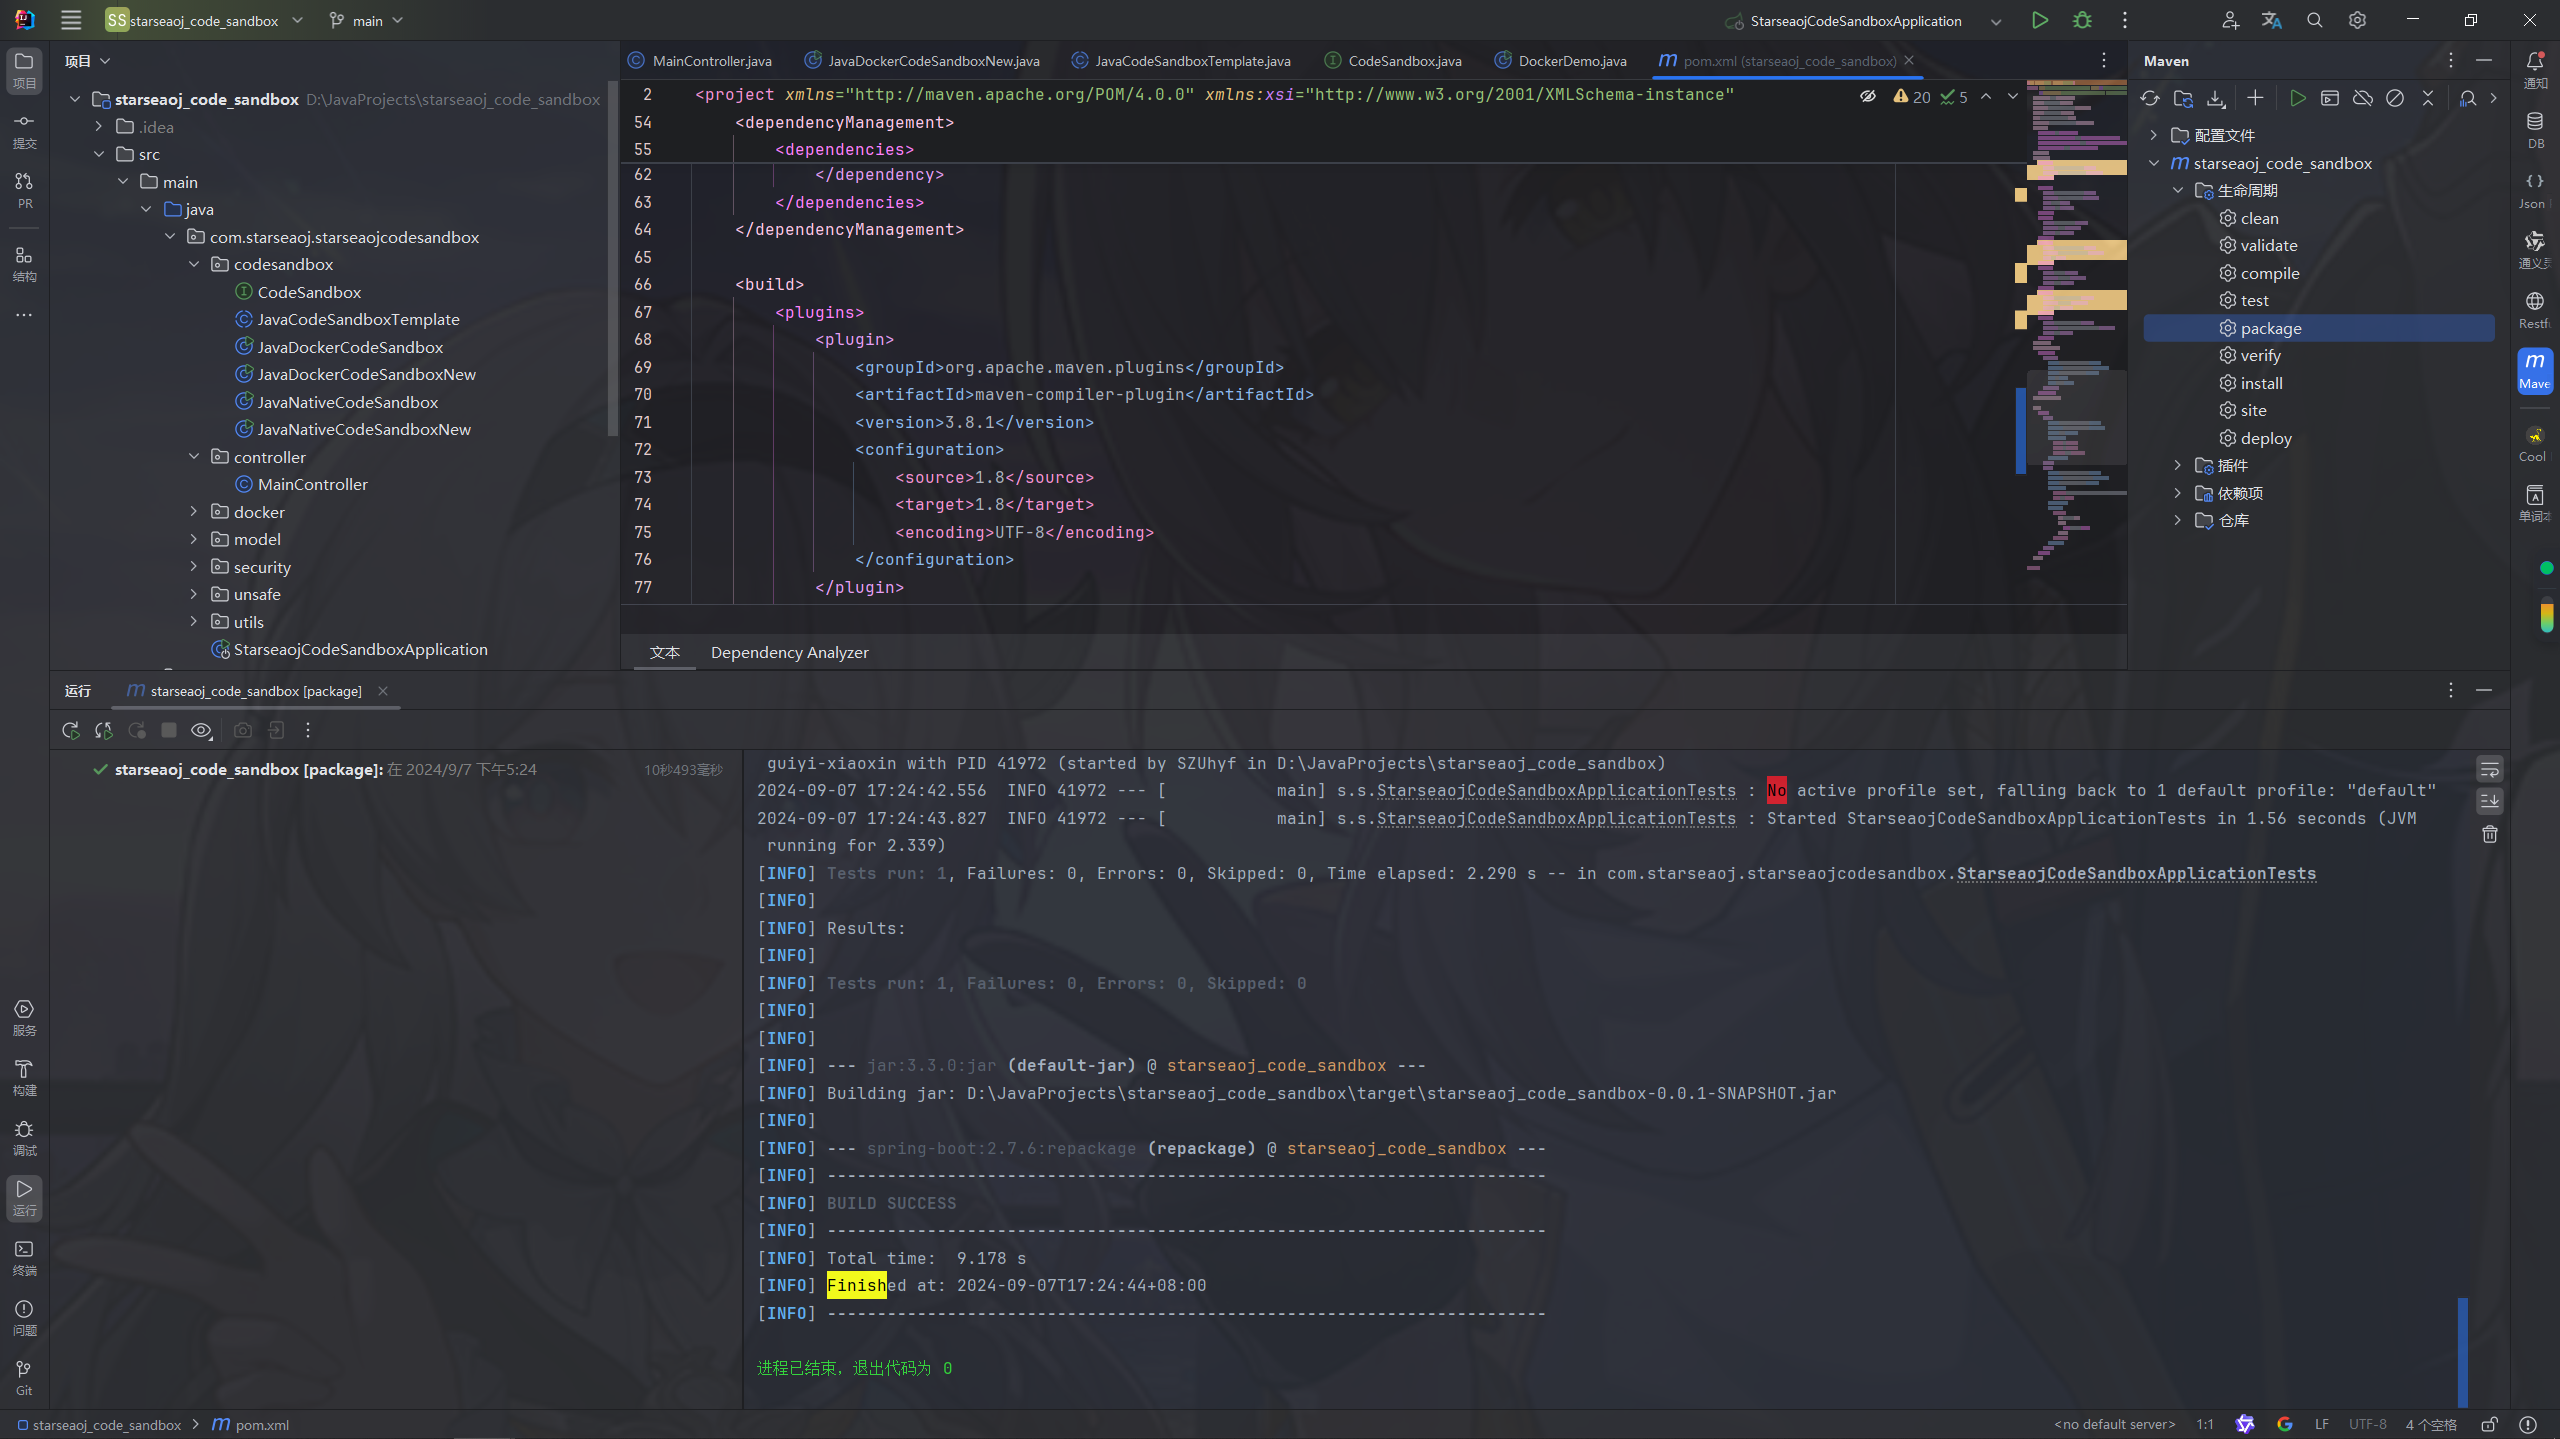 SS starseaoj_code_sandbox main StarseaojCodeSandboxApplication
项目
MainController.java JavaDockerCodeSandboxNew.java JavaCodeSandboxTemplate.java CodeSandbox.java DockerDemo.java pom.xml (starseaoj_code_sandbox)
Maven
项目
提交
PR
结构
starseaoj_code_sandbox D:\JavaProjects\starseaoj_code_sandbox
.idea
src
main
java
com.starseaoj.starseaojcodesandbox
codesandbox
CodeSandbox
JavaCodeSandboxTemplate
JavaDockerCodeSandbox
JavaDockerCodeSandboxNew
JavaNativeCodeSandbox
JavaNativeCodeSandboxNew
controller
MainController
docker
model
security
unsafe
utils
StarseaojCodeSandboxApplication
2 <project xmlns="http://maven.apache.org/POM/4.0.0" xmlns:xsi="http://www.w3.org/2001/XMLSchema-instance"
20 5
54 <dependencyManagement>
55 <dependencies>
62 </dependency>
63 </dependencies>
64 </dependencyManagement>
65
66 <build>
67 <plugins>
68 <plugin>
69 <groupId>org.apache.maven.plugins</groupId>
70 <artifactId>maven-compiler-plugin</artifactId>
71 <version>3.8.1</version>
72 <configuration>
73 <source>1.8</source>
74 <target>1.8</target>
75 <encoding>UTF-8</encoding>
76 </configuration>
77 </plugin>
文本 Dependency Analyzer
配置文件
starseaoj_code_sandbox
生命周期
clean
validate
compile
test
package
verify
install
site
deploy
插件
依赖项
仓库
通知
DB
Json
通义
Restfu
Mave
Cool
单词本
运行 starseaoj_code_sandbox [package]
starseaoj_code_sandbox [package]: 在 2024/9/7 下午5:24 10秒493毫秒
guiyi-xiaoxin with PID 41972 (started by SZUhyf in D:\JavaProjects\starseaoj_code_sandbox)
2024-09-07 17:24:42.556  INFO 41972 --- [           main] s.s.StarseaojCodeSandboxApplicationTests : No active profile set, falling back to 1 default profile: "default"
2024-09-07 17:24:43.827  INFO 41972 --- [           main] s.s.StarseaojCodeSandboxApplicationTests : Started StarseaojCodeSandboxApplicationTests in 1.56 seconds (JVM
running for 2.339)
[INFO] Tests run: 1, Failures: 0, Errors: 0, Skipped: 0, Time elapsed: 2.290 s -- in com.starseaoj.starseaojcodesandbox.StarseaojCodeSandboxApplicationTests
[INFO]
[INFO] Results:
[INFO]
[INFO] Tests run: 1, Failures: 0, Errors: 0, Skipped: 0
[INFO]
[INFO]
[INFO] --- jar:3.3.0:jar (default-jar) @ starseaoj_code_sandbox ---
[INFO] Building jar: D:\JavaProjects\starseaoj_code_sandbox\target\starseaoj_code_sandbox-0.0.1-SNAPSHOT.jar
[INFO]
[INFO] --- spring-boot:2.7.6:repackage (repackage) @ starseaoj_code_sandbox ---
[INFO] ------------------------------------------------------------------------
[INFO] BUILD SUCCESS
[INFO] ------------------------------------------------------------------------
[INFO] Total time:  9.178 s
[INFO] Finished at: 2024-09-07T17:24:44+08:00
[INFO] ------------------------------------------------------------------------
进程已结束，退出代码为 0
服务
构建
调试
运行
终端
问题
Git
starseaoj_code_sandbox pom.xml
<no default server> 1:1 LF UTF-8 4 个空格